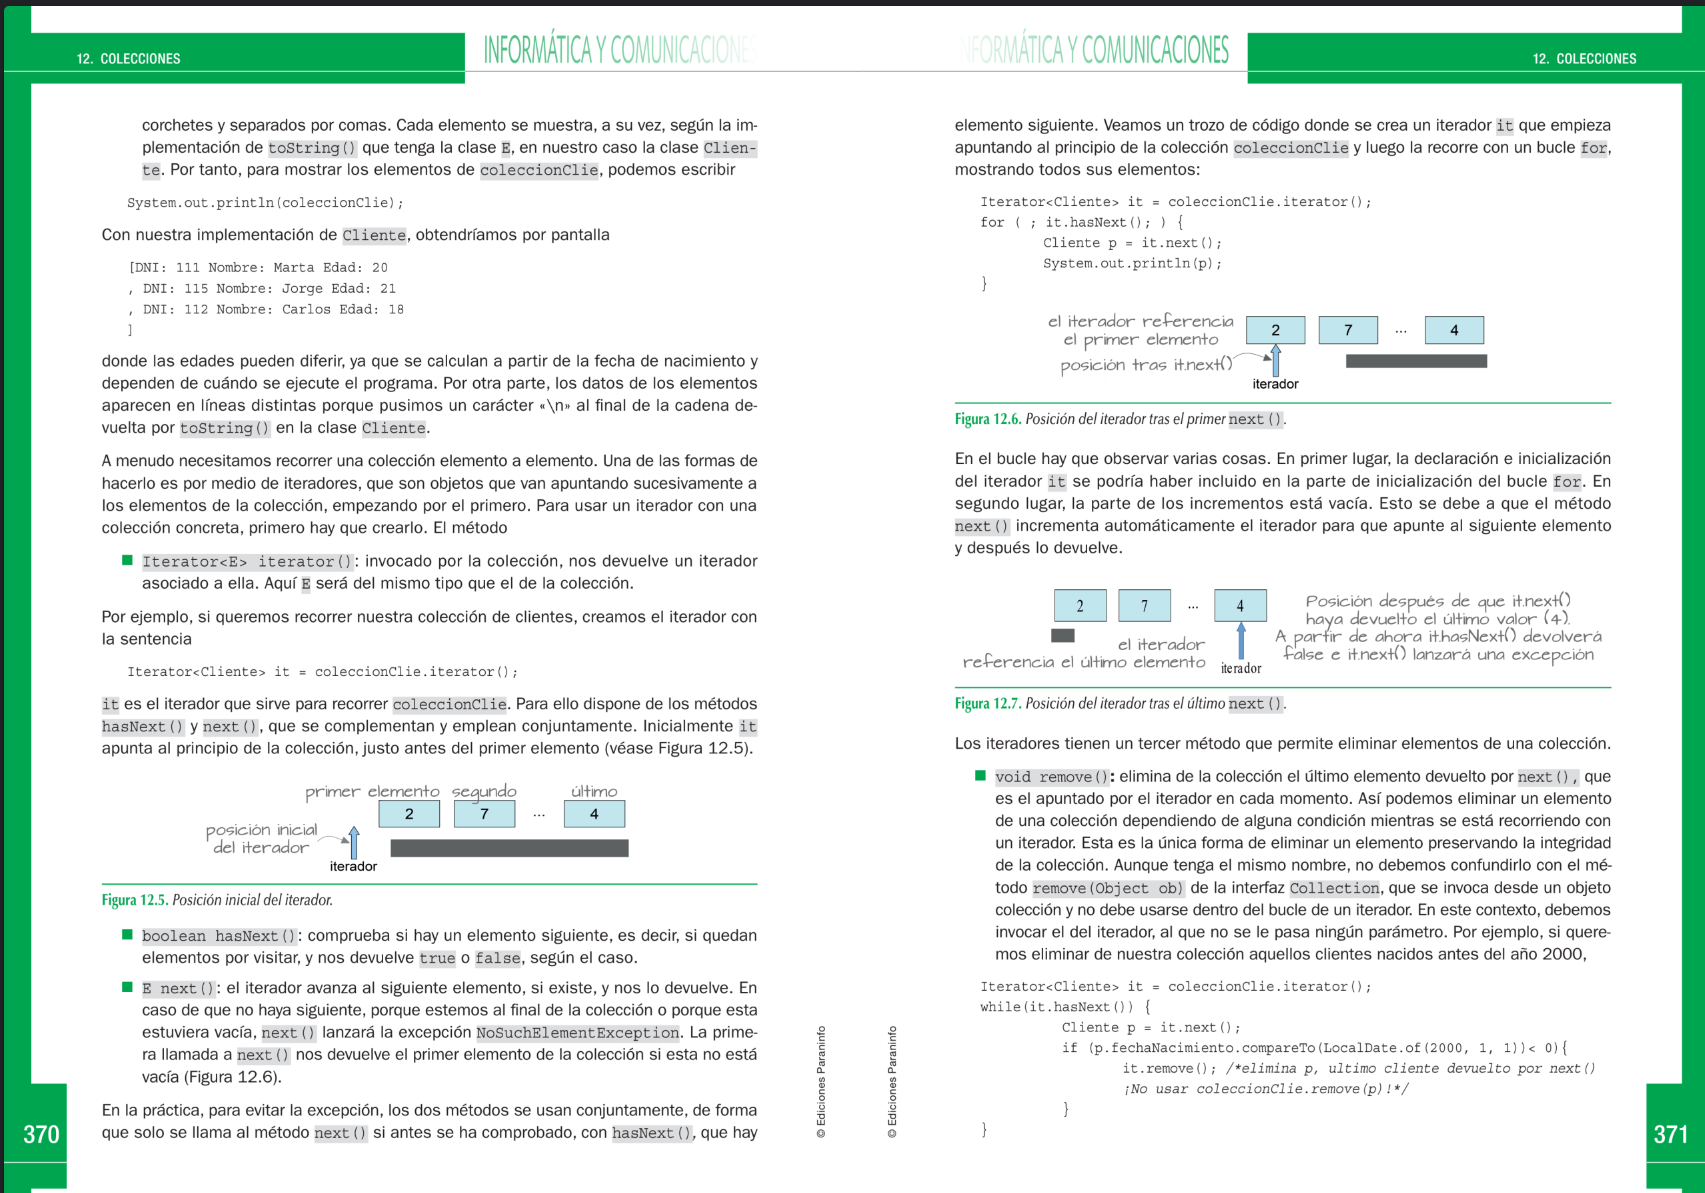 12. COLECCIONES
INFORMÁTICA Y COMUNICACIONES
corchetes y separados por comas. Cada elemento se muestra, a su vez, según la im-
plementación de toString() que tenga la clase E, en nuestro caso la clase Clien-
te. Por tanto, para mostrar los elementos de coleccionClie, podemos escribir
System.out.println(coleccionClie);
Con nuestra implementación de Cliente, obtendríamos por pantalla
[DNI: 111 Nombre: Marta Edad: 20
, DNI: 115 Nombre: Jorge Edad: 21
, DNI: 112 Nombre: Carlos Edad: 18
]
donde las edades pueden diferir, ya que se calculan a partir de la fecha de nacimiento y
dependen de cuándo se ejecute el programa. Por otra parte, los datos de los elementos
aparecen en líneas distintas porque pusimos un carácter «\n» al final de la cadena de-
vuelta por toString() en la clase Cliente.
A menudo necesitamos recorrer una colección elemento a elemento. Una de las formas de
hacerlo es por medio de iteradores, que son objetos que van apuntando sucesivamente a
los elementos de la colección, empezando por el primero. Para usar un iterador con una
colección concreta, primero hay que crearlo. El método
Iterator<E> iterator(): invocado por la colección, nos devuelve un iterador
asociado a ella. Aquí E será del mismo tipo que el de la colección.
Por ejemplo, si queremos recorrer nuestra colección de clientes, creamos el iterador con
la sentencia
Iterator<Cliente> it = coleccionClie.iterator();
it es el iterador que sirve para recorrer coleccionClie. Para ello dispone de los métodos
hasNext() y next(), que se complementan y emplean conjuntamente. Inicialmente it
apunta al principio de la colección, justo antes del primer elemento (véase Figura 12.5).
primer elemento segundo último
2 7 ... 4
posición inicial
del iterador
iterador
Figura 12.5. Posición inicial del iterador.
boolean hasNext(): comprueba si hay un elemento siguiente, es decir, si quedan
elementos por visitar, y nos devuelve true o false, según el caso.
E next(): el iterador avanza al siguiente elemento, si existe, y nos lo devuelve. En
caso de que no haya siguiente, porque estemos al final de la colección o porque esta
estuviera vacía, next() lanzará la excepción NoSuchElementException. La prime-
ra llamada a next() nos devuelve el primer elemento de la colección si esta no está
vacía (Figura 12.6).
En la práctica, para evitar la excepción, los dos métodos se usan conjuntamente, de forma
que solo se llama al método next() si antes se ha comprobado, con hasNext(), que hay
370
© Ediciones Paraninfo
INFORMÁTICA Y COMUNICACIONES
12. COLECCIONES
elemento siguiente. Veamos un trozo de código donde se crea un iterador it que empieza
apuntando al principio de la colección coleccionClie y luego la recorre con un bucle for,
mostrando todos sus elementos:
Iterator<Cliente> it = coleccionClie.iterator();
for ( ; it.hasNext(); ) {
Cliente p = it.next();
System.out.println(p);
}
el iterador referencia
el primer elemento
posición tras it.next()
2 7 ... 4
iterador
Figura 12.6. Posición del iterador tras el primer next().
En el bucle hay que observar varias cosas. En primer lugar, la declaración e inicialización
del iterador it se podría haber incluido en la parte de inicialización del bucle for. En
segundo lugar, la parte de los incrementos está vacía. Esto se debe a que el método
next() incrementa automáticamente el iterador para que apunte al siguiente elemento
y después lo devuelve.
2 7 ... 4
el iterador
referencia el último elemento
iterador
Posición después de que it.next()
haya devuelto el último valor (4).
A partir de ahora it.hasNext() devolverá
false e it.next() lanzará una excepción
Figura 12.7. Posición del iterador tras el último next().
Los iteradores tienen un tercer método que permite eliminar elementos de una colección.
void remove(): elimina de la colección el último elemento devuelto por next(), que
es el apuntado por el iterador en cada momento. Así podemos eliminar un elemento
de una colección dependiendo de alguna condición mientras se está recorriendo con
un iterador. Esta es la única forma de eliminar un elemento preservando la integridad
de la colección. Aunque tenga el mismo nombre, no debemos confundirlo con el mé-
todo remove(Object ob) de la interfaz Collection, que se invoca desde un objeto
colección y no debe usarse dentro del bucle de un iterador. En este contexto, debemos
invocar el del iterador, al que no se le pasa ningún parámetro. Por ejemplo, si quere-
mos eliminar de nuestra colección aquellos clientes nacidos antes del año 2000,
Iterator<Cliente> it = coleccionClie.iterator();
while(it.hasNext()) {
Cliente p = it.next();
if (p.fechaNacimiento.compareTo(LocalDate.of(2000, 1, 1))< 0){
it.remove(); /*elimina p, ultimo cliente devuelto por next()
¡No usar coleccionClie.remove(p)!*/
}
}
© Ediciones Paraninfo
371